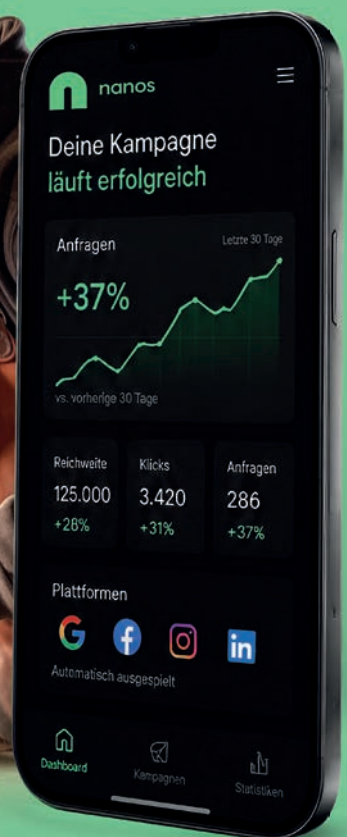 nanos
Deine Kampagne
läuft erfolgreich
Anfragen
Letzte 30 Tage
+37%
vs. vorherige 30 Tage
Reichweite
125.000
+28%
Klicks
3.420
+31%
Anfragen
286
+37%
Plattformen
G f in
Automatisch ausgespielt
Dashboard
Kampagnen
Statistiken